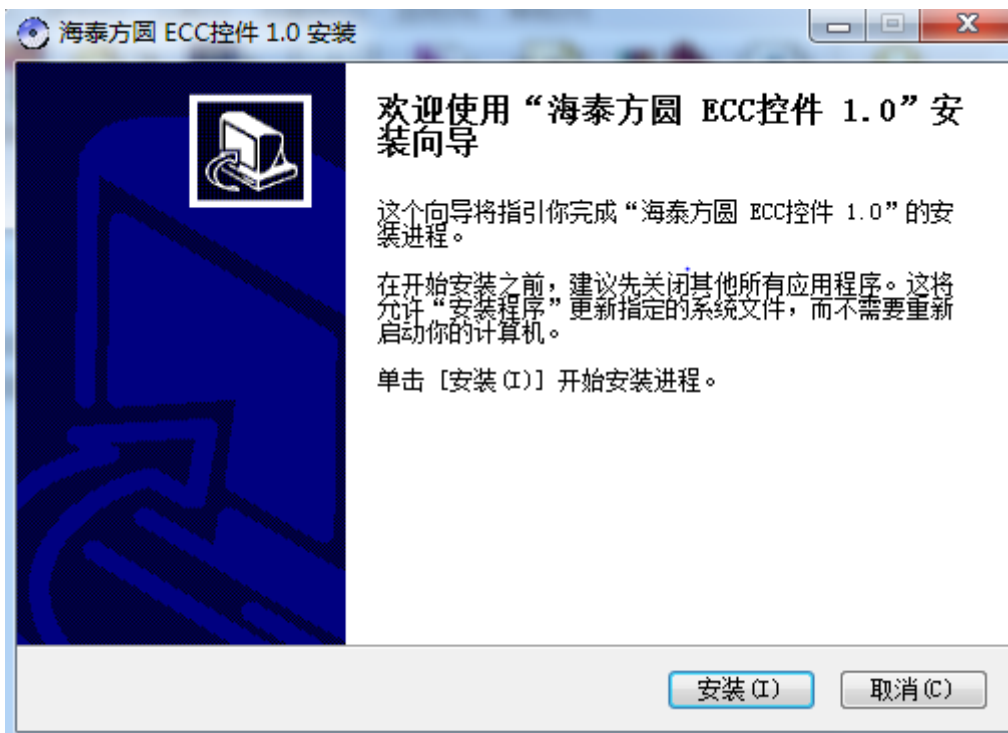 海泰方圆 ECC控件 1.0 安装
欢迎使用“海泰方圆 ECC控件 1.0”安
装向导
这个向导将指引你完成“海泰方圆 ECC控件 1.0”的安
装进程。
在开始安装之前，建议先关闭其他所有应用程序。这将
允许“安装程序”更新指定的系统文件，而不需要重新
启动你的计算机。
单击 [安装(I)] 开始安装进程。
安装(I)
取消(C)